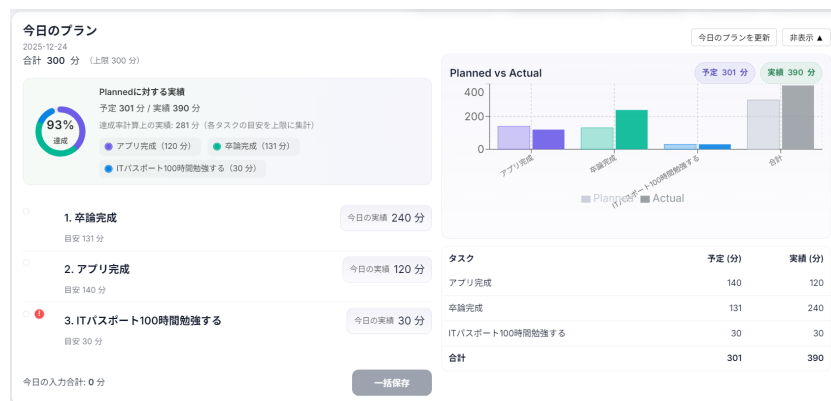 今日のプラン
2025-12-24
合計 300 分 （上限 300 分）
今日のプランを更新
非表示 ▲
Plannedに対する実績
予定 301 分 / 実績 390 分
達成率計算上の実績: 281 分（各タスクの目安を上限に集計）
93%
達成
アプリ完成（120 分）
卒論完成（131 分）
ITパスポート100時間勉強する（30 分）
1. 卒論完成
目安 131 分
今日の実績 240 分
2. アプリ完成
目安 140 分
今日の実績 120 分
!
3. ITパスポート100時間勉強する
目安 30 分
今日の実績 30 分
今日の入力合計: 0 分
一括保存
Planned vs Actual
予定 301 分
実績 390 分
400
200
0
アプリ完成
卒論完成
ITパスポート100時間勉強する
合計
Planned
Actual
タスク 予定 (分) 実績 (分)
アプリ完成 140 120
卒論完成 131 240
ITパスポート100時間勉強する 30 30
合計 301 390